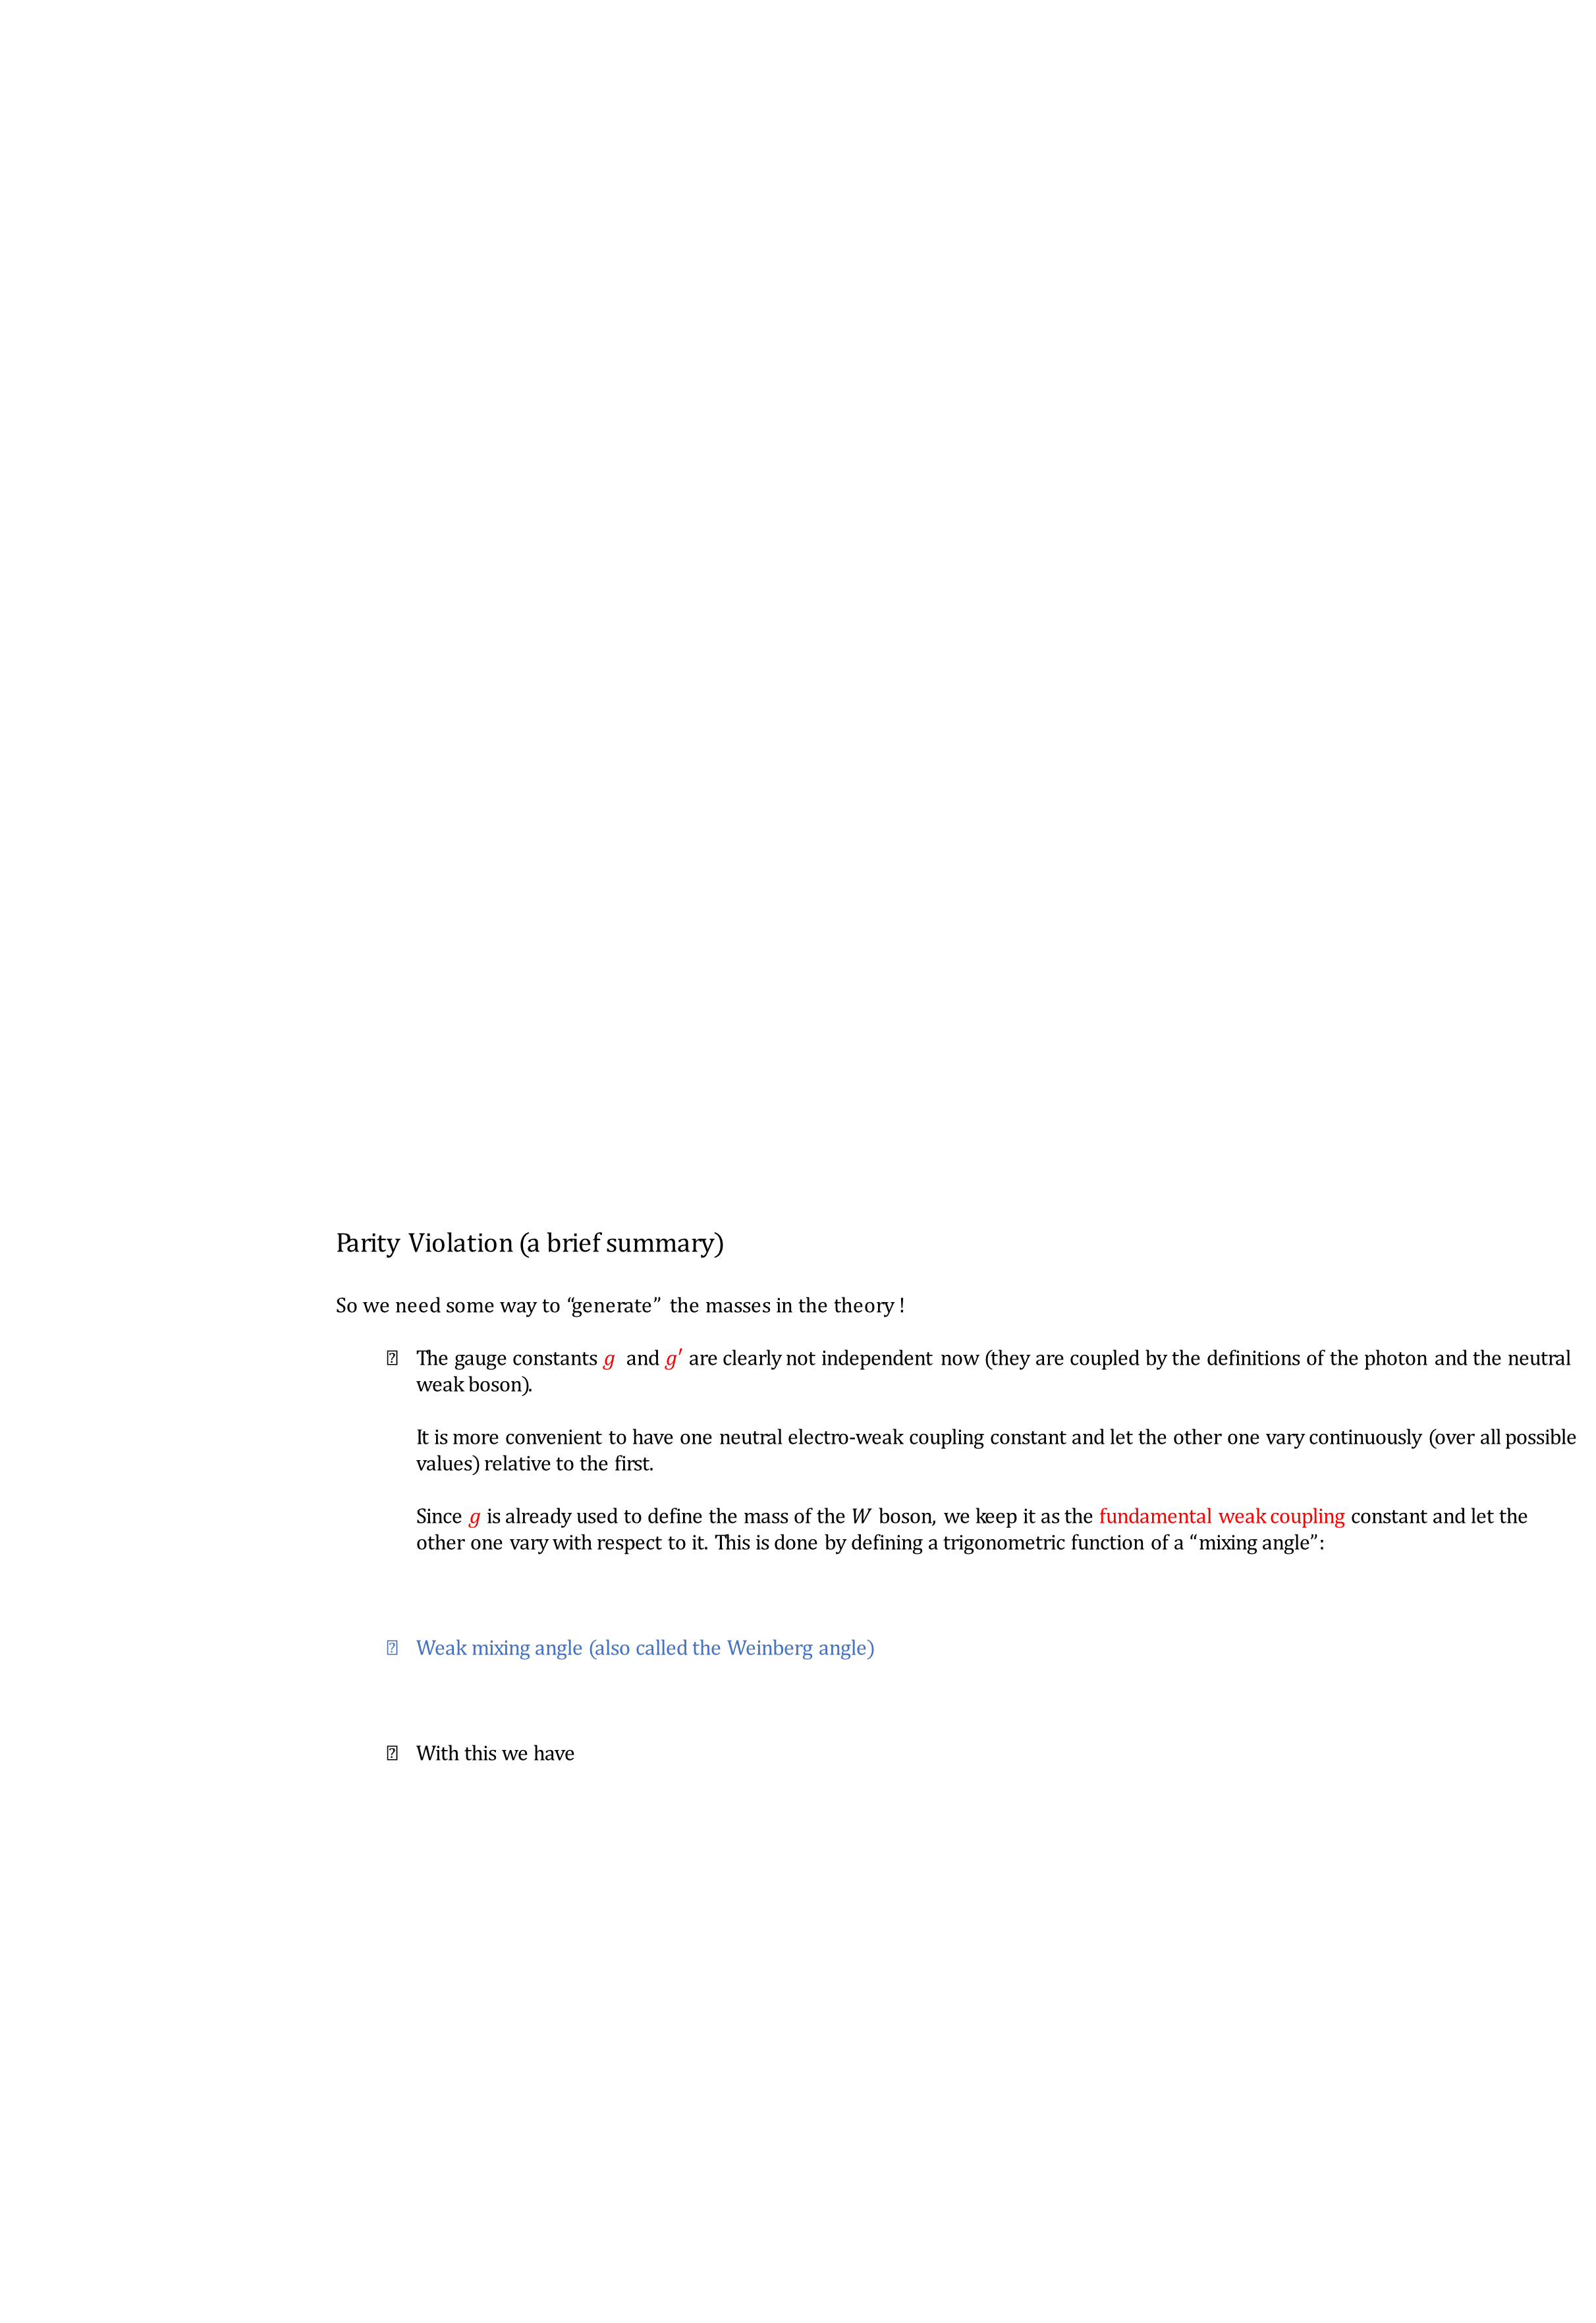 Parity Violation (a brief summary)
So we need some way to “generate” the masses in the theory !
⍰ The gauge constants g and g′ are clearly not independent now (they are coupled by the definitions of the photon and the neutral
weak boson).
It is more convenient to have one neutral electro-weak coupling constant and let the other one vary continuously (over all possible
values) relative to the first.
Since g is already used to define the mass of the W boson, we keep it as the fundamental weak coupling constant and let the
other one vary with respect to it. This is done by defining a trigonometric function of a “mixing angle”:
⍰ Weak mixing angle (also called the Weinberg angle)
⍰ With this we have